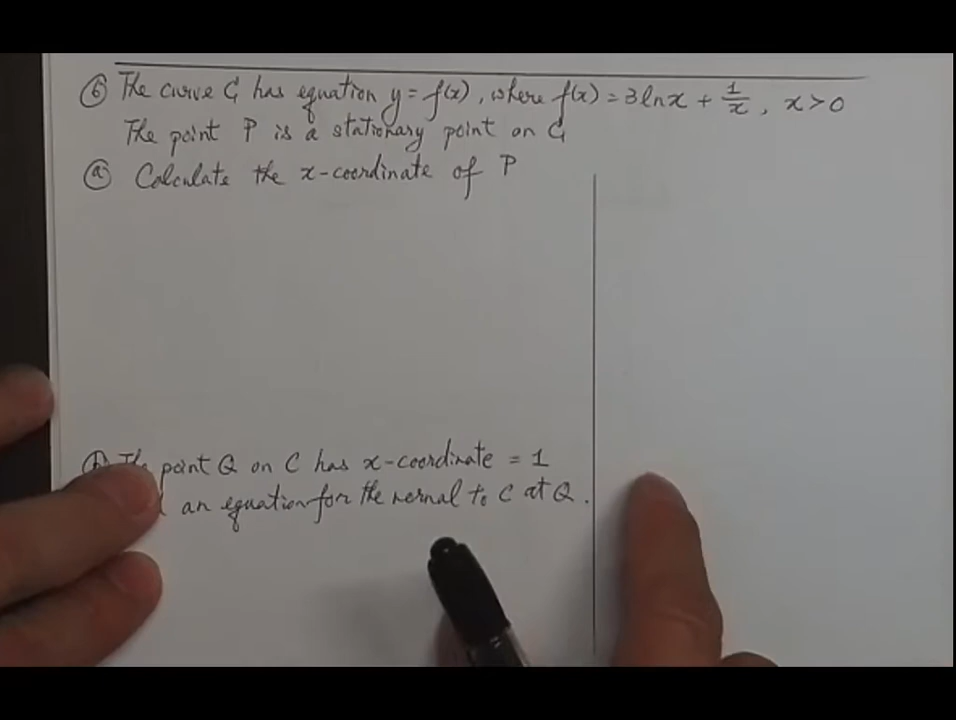 ⑥ The curve C has equation y = f(x), where f(x) = 3lnx + 1/x, x > 0
The point P is a stationary point on C
ⓐ Calculate the x-coordinate of P
point Q on C has x-coordinate = 1
an equation for the normal to C at Q.